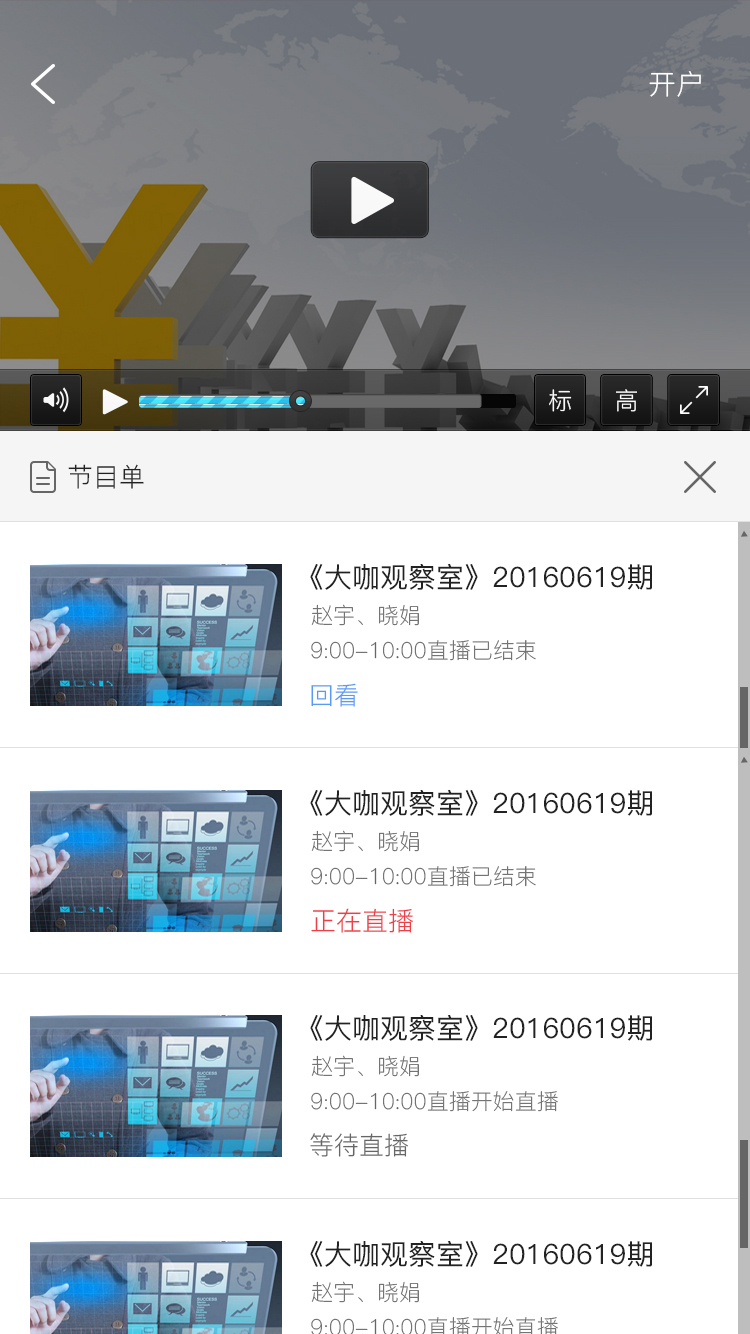 开户
标 高
节目单
《大咖观察室》20160619期
赵宇、晓娟
9:00-10:00直播已结束
回看
《大咖观察室》20160619期
赵宇、晓娟
9:00-10:00直播已结束
正在直播
《大咖观察室》20160619期
赵宇、晓娟
9:00-10:00直播开始直播
等待直播
《大咖观察室》20160619期
赵宇、晓娟
9:00-10:00直播开始直播